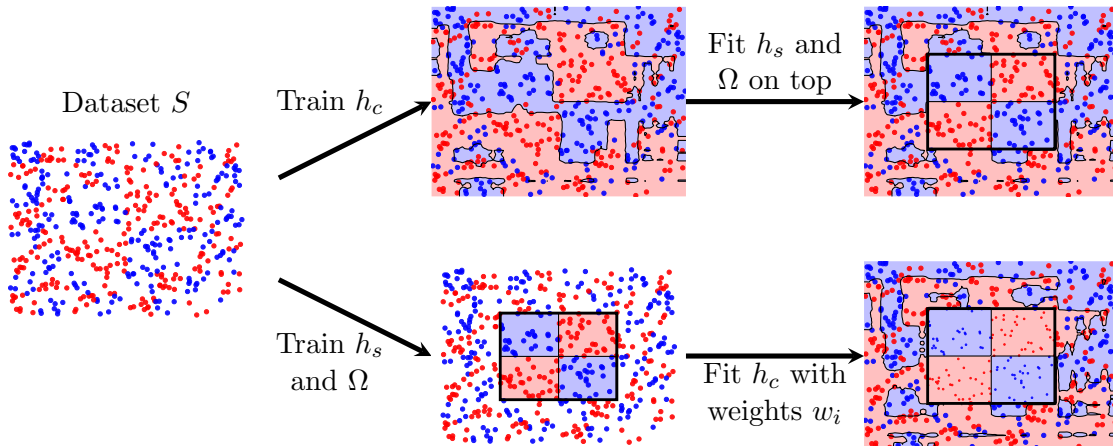 Dataset S
Train h_c
Fit h_s and
Ω on top
Train h_s
and Ω
Fit h_c with
weights w_i